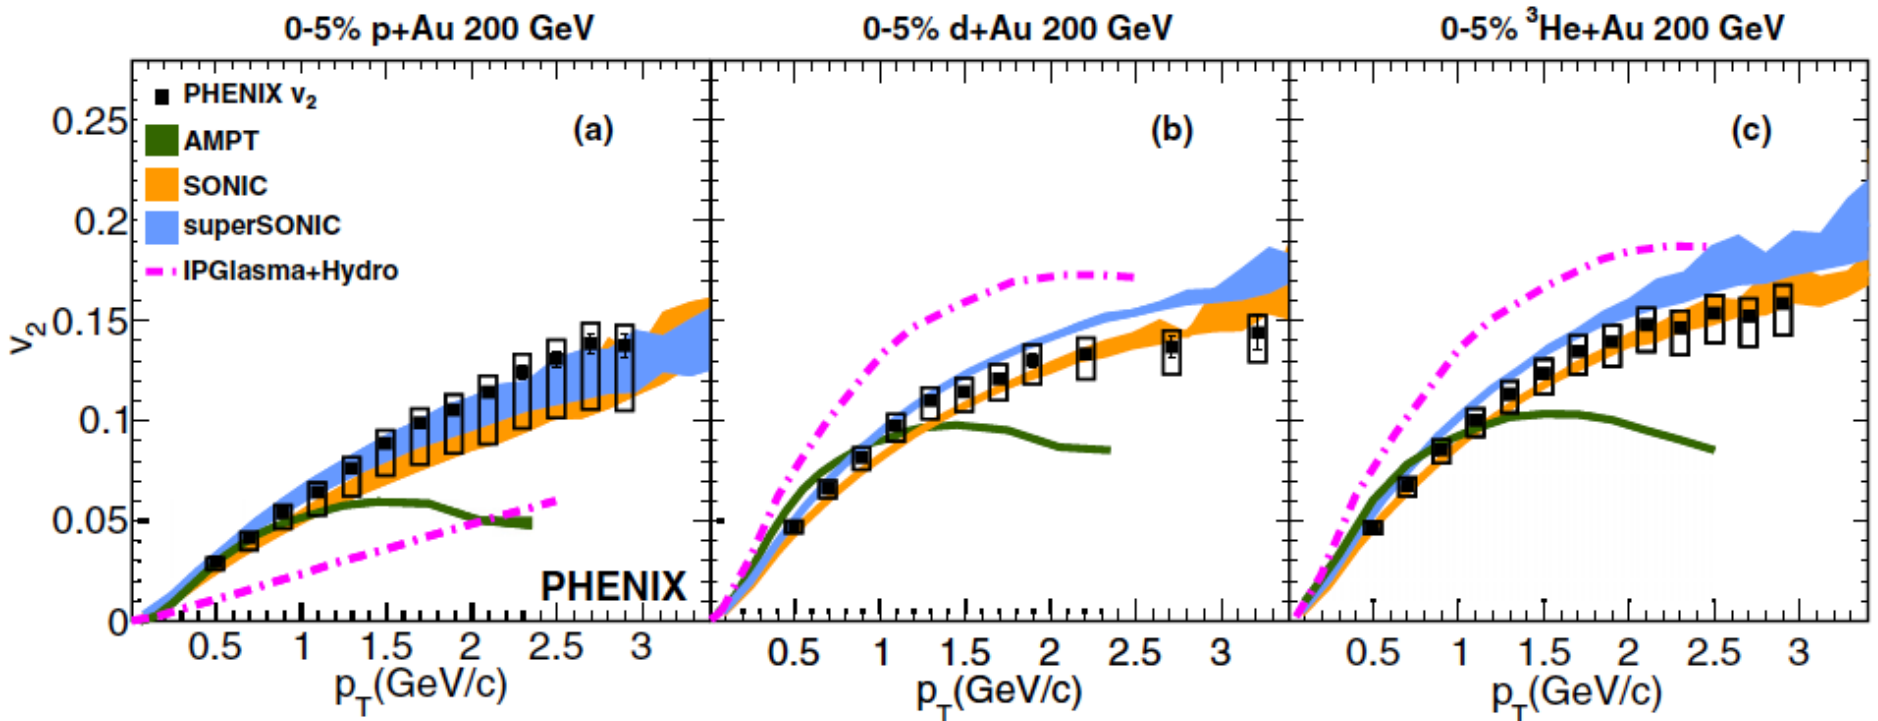 0-5% p+Au 200 GeV
0-5% d+Au 200 GeV
0-5% ³He+Au 200 GeV
PHENIX v₂
AMPT
SONIC
superSONIC
IPGlasma+Hydro
(a)
(b)
(c)
v₂
0.25
0.2
0.15
0.1
0.05
0
PHENIX
0.5 1 1.5 2 2.5 3
0.5 1 1.5 2 2.5 3
0.5 1 1.5 2 2.5 3
p_T(GeV/c)
p_T(GeV/c)
p_T(GeV/c)